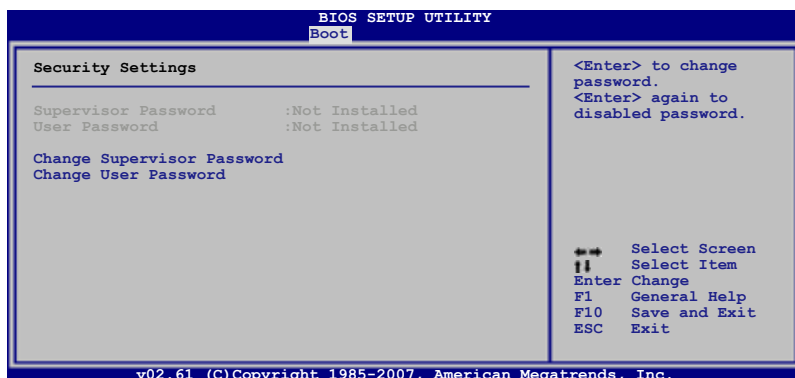 BIOS SETUP UTILITY
Boot
Security Settings
Supervisor Password :Not Installed
User Password :Not Installed
Change Supervisor Password
Change User Password
<Enter> to change
password.
<Enter> again to
disabled password.
←→ Select Screen
↑↓ Select Item
Enter Change
F1 General Help
F10 Save and Exit
ESC Exit
v02.61 (C)Copyright 1985-2007, American Megatrends, Inc.